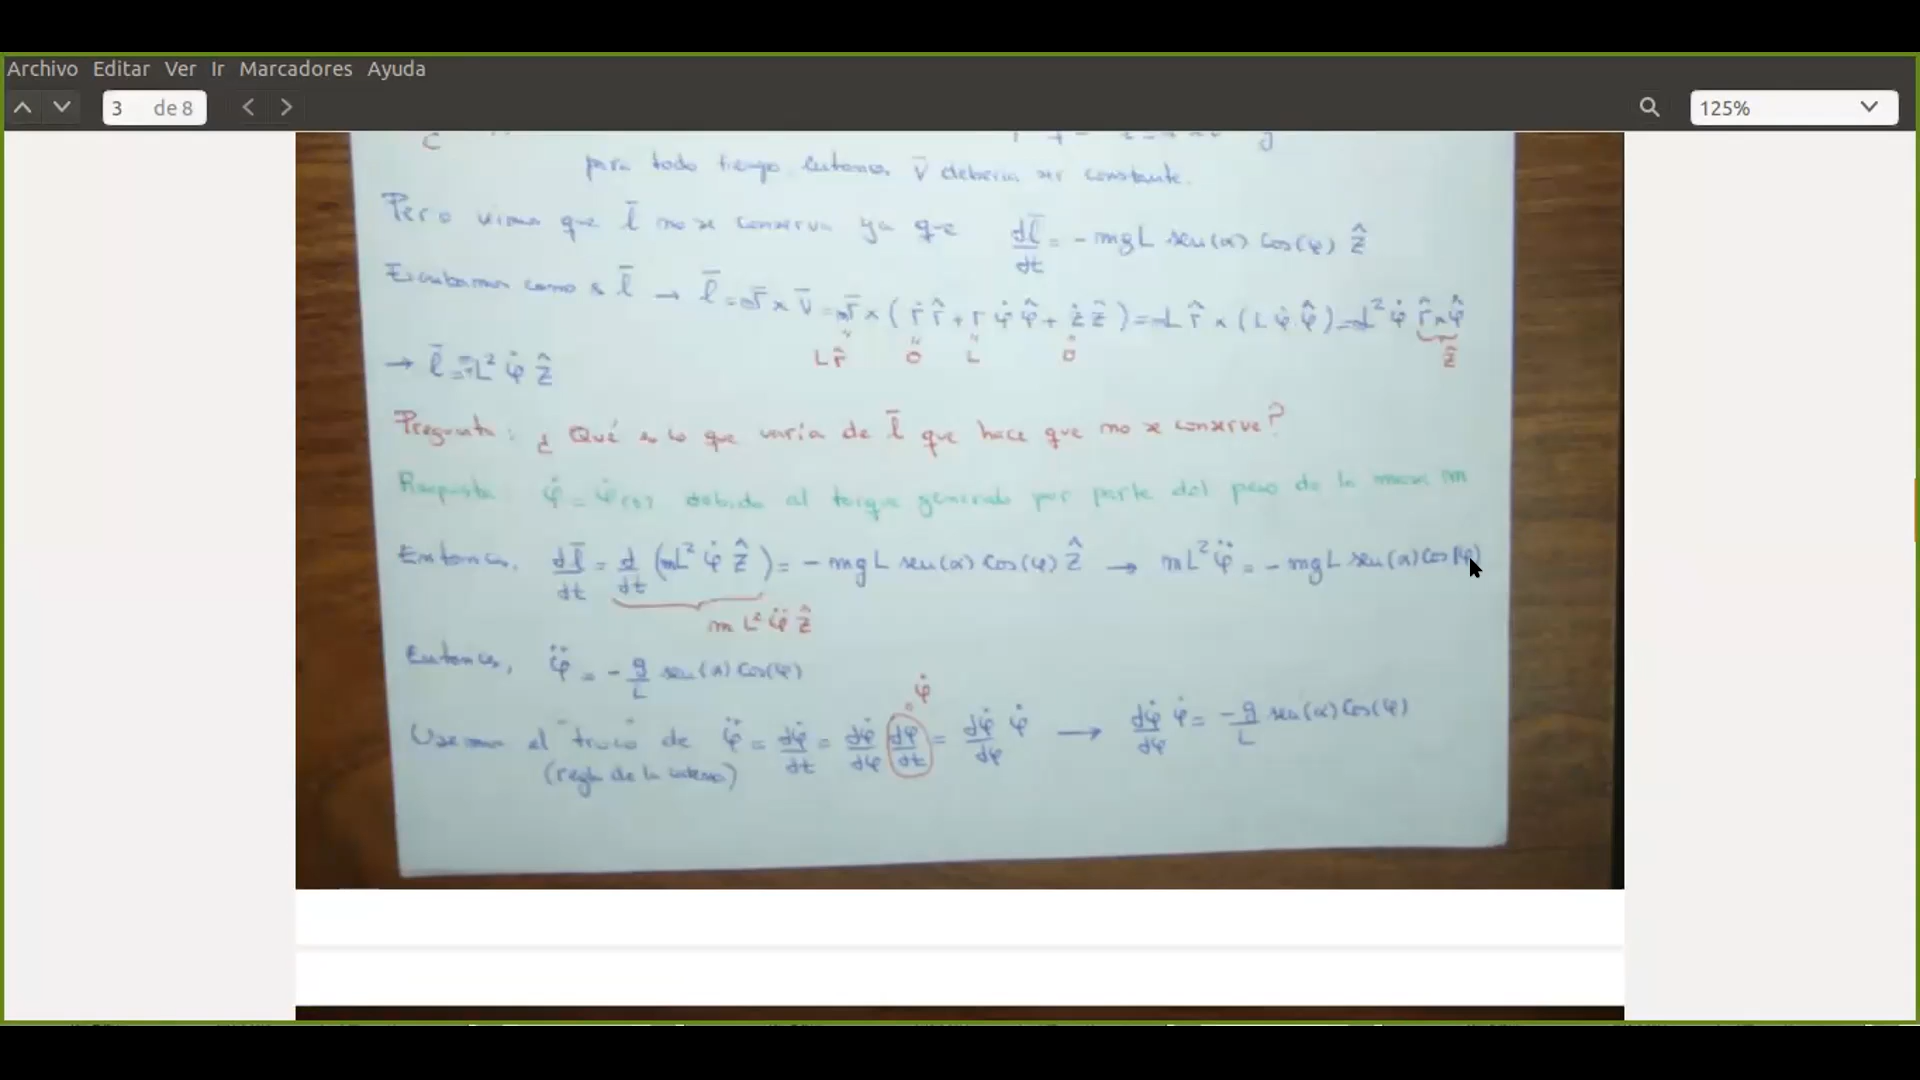 Archivo Editar Ver Ir Marcadores Ayuda
3 de 8 125%
para todo tiempo entonces v̄ debería ser constante.
Pero vimos que l̄ no se conserva ya que dl̄/dt = -mgL sen(α) cos(φ) ẑ
Escribamos como es l̄ → l̄ = m r̄ x v̄ = m r̄ x (ṙ r̂ + r φ̇ φ̂ + ż ẑ) = mL r̂ x (L φ̇ φ̂) = mL² φ̇ r̂ x φ̂
L r̂ 0 L 0 ẑ
→ l̄ = mL² φ̇ ẑ
Pregunta: ¿Qué es lo que varía de l̄ que hace que no se conserve?
Respuesta: φ̇ = φ̇(t) debido al torque generado por parte del peso de la masa m
Entonces, dl̄/dt = d/dt (mL² φ̇ ẑ) = - mgL sen(α) cos(φ) ẑ → mL² φ̈ = - mgL sen(α) cos(φ)
m L² φ̈ ẑ
Entonces, φ̈ = - g/L sen(α) cos(φ)
= φ̇
Usemos el "truco" de φ̈ = dφ̇/dt = dφ̇/dφ dφ/dt = dφ̇/dφ φ̇ → dφ̇/dφ φ̇ = -g/L sen(α) cos(φ)
(regla de la cadena)